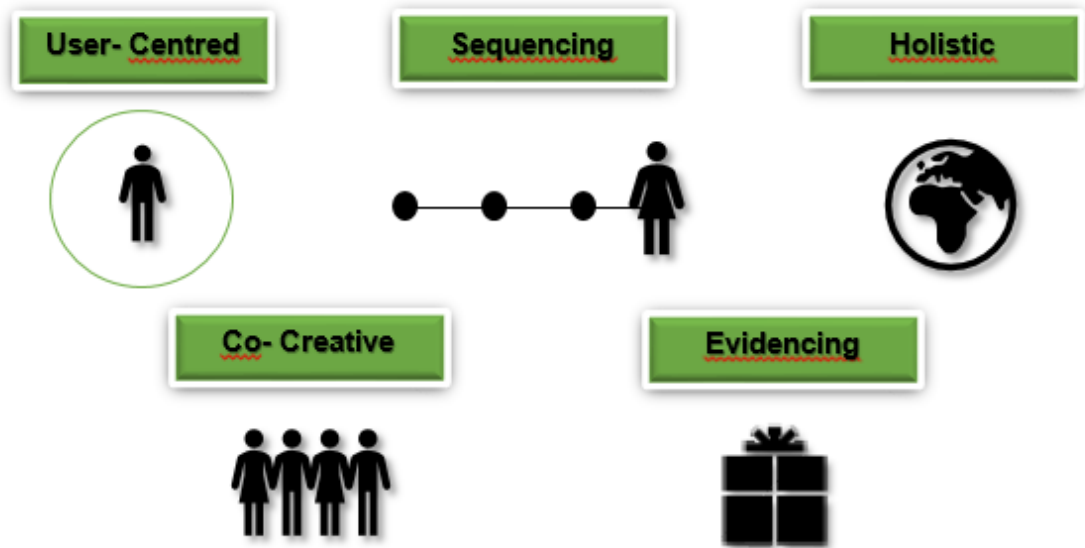 User- Centred
Sequencing
Holistic
Co- Creative
Evidencing